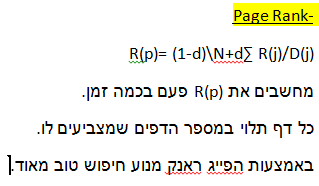 Page Rank-
R(p)= (1-d)\N+d∑ R(j)/D(j)
מחשבים את R(p) פעם בכמה זמן.
כל דף תלוי במספר הדפים שמצביעים לו.
באמצעות הפייג ראנק מנוע חיפוש טוב מאוד.